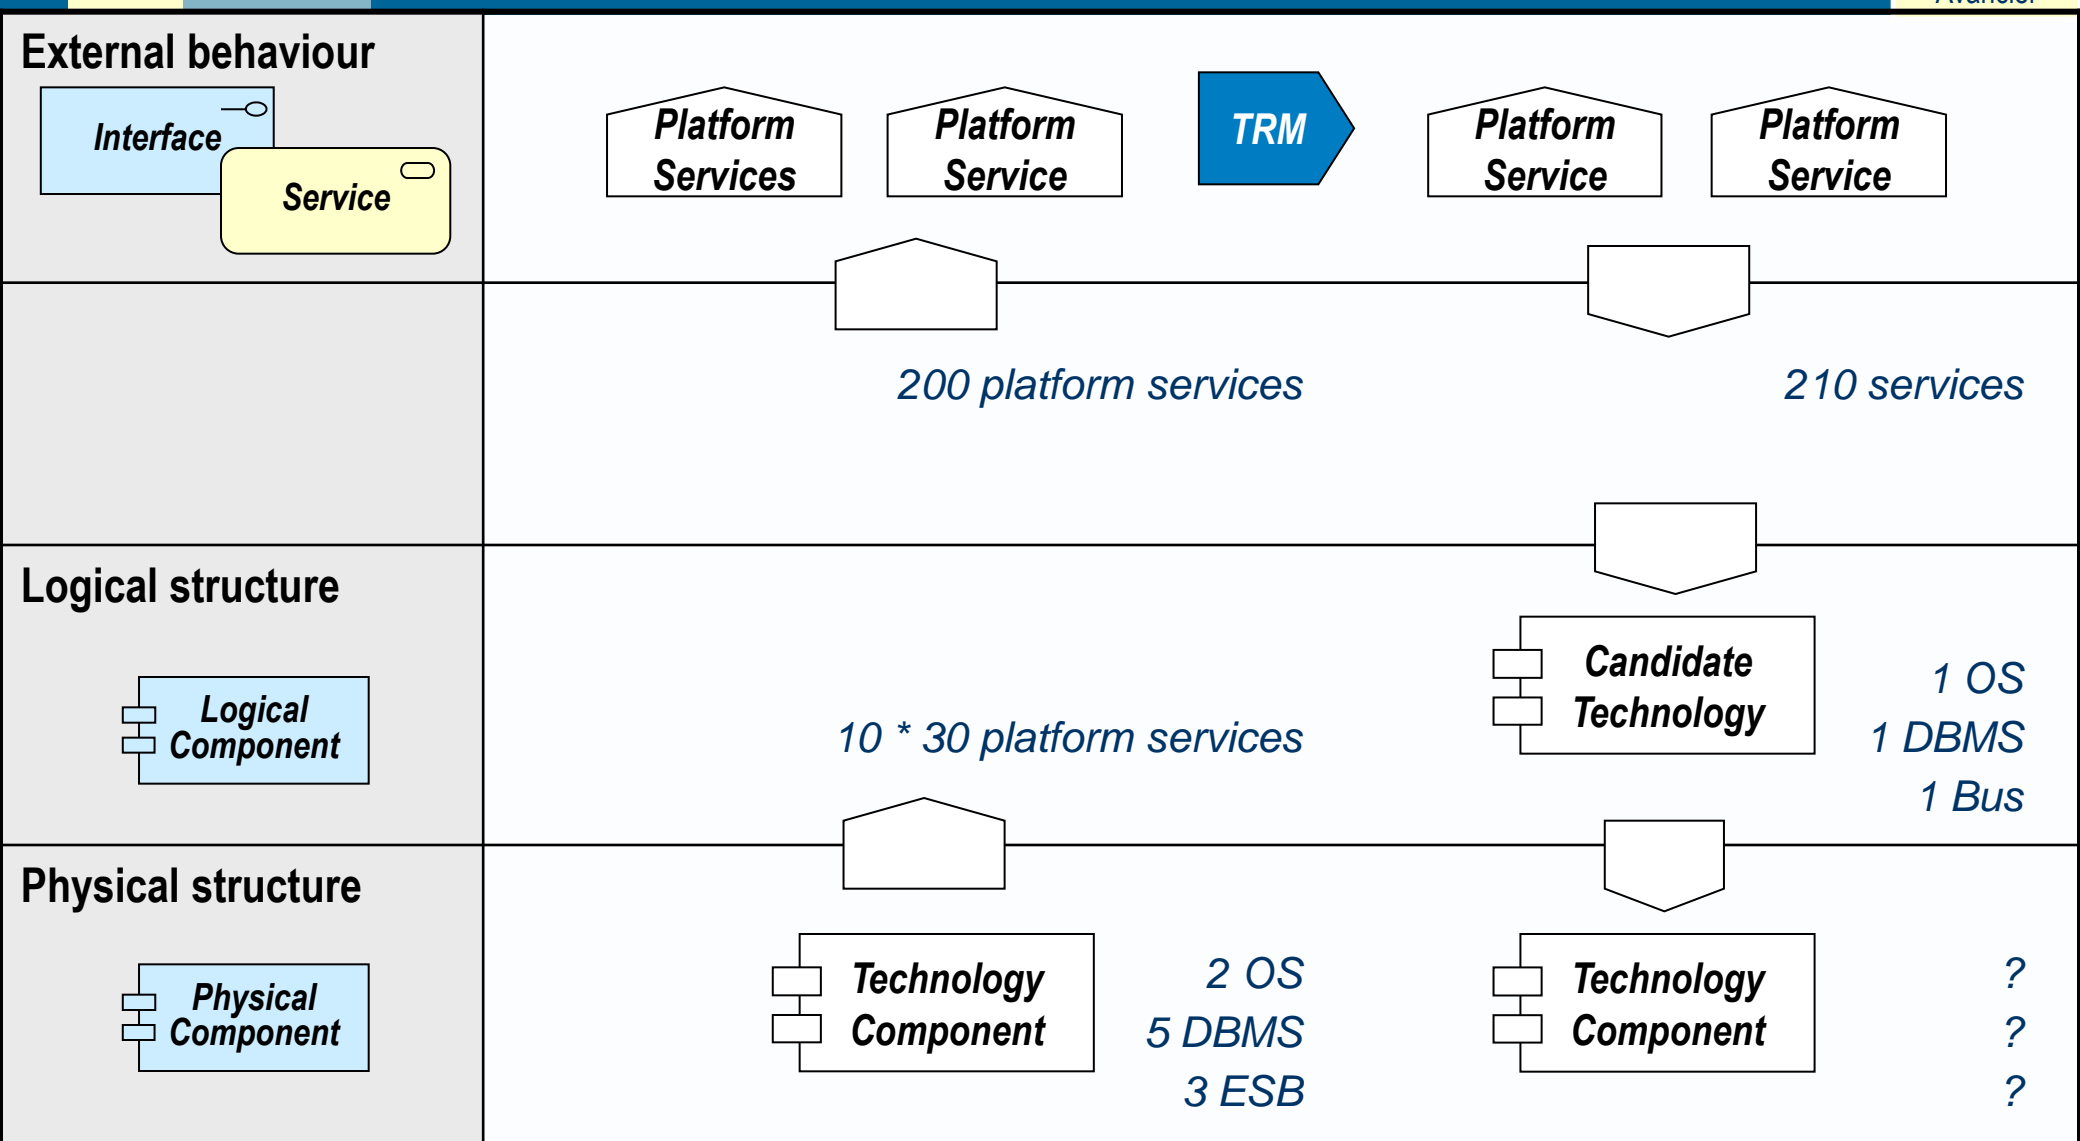 External behaviour
Interface
Service
Platform
Services
Platform
Service
TRM
Platform
Service
Platform
Service
200 platform services
210 services
Logical structure
Logical
Component
10 * 30 platform services
Candidate
Technology
1 OS
1 DBMS
1 Bus
Physical structure
Physical
Component
Technology
Component
2 OS
5 DBMS
3 ESB
Technology
Component
?
?
?